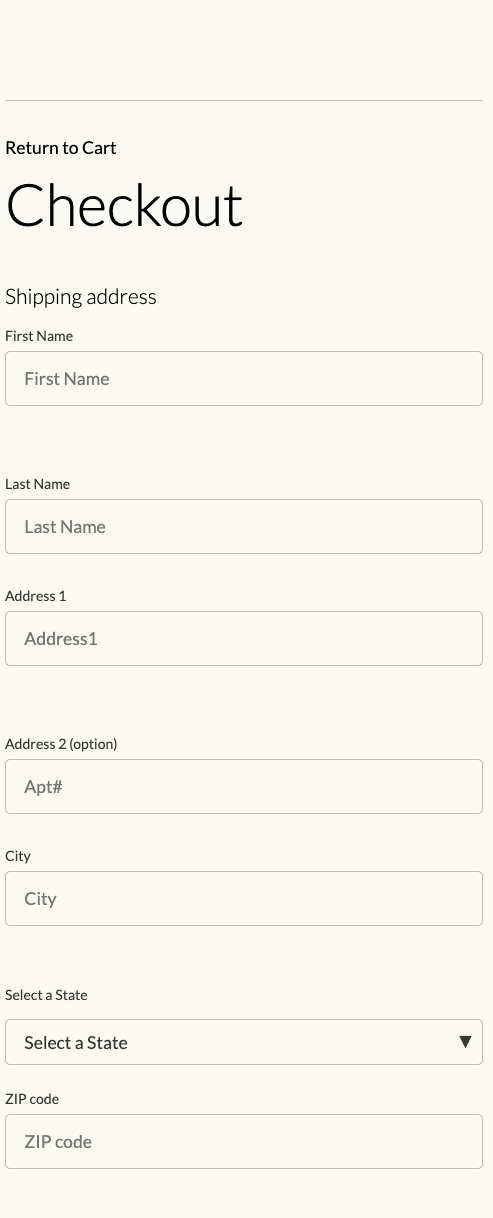 Return to Cart
Checkout
Shipping address
First Name
First Name
Last Name
Last Name
Address 1
Address1
Address 2 (option)
Apt#
City
City
Select a State
Select a State
ZIP code
ZIP code